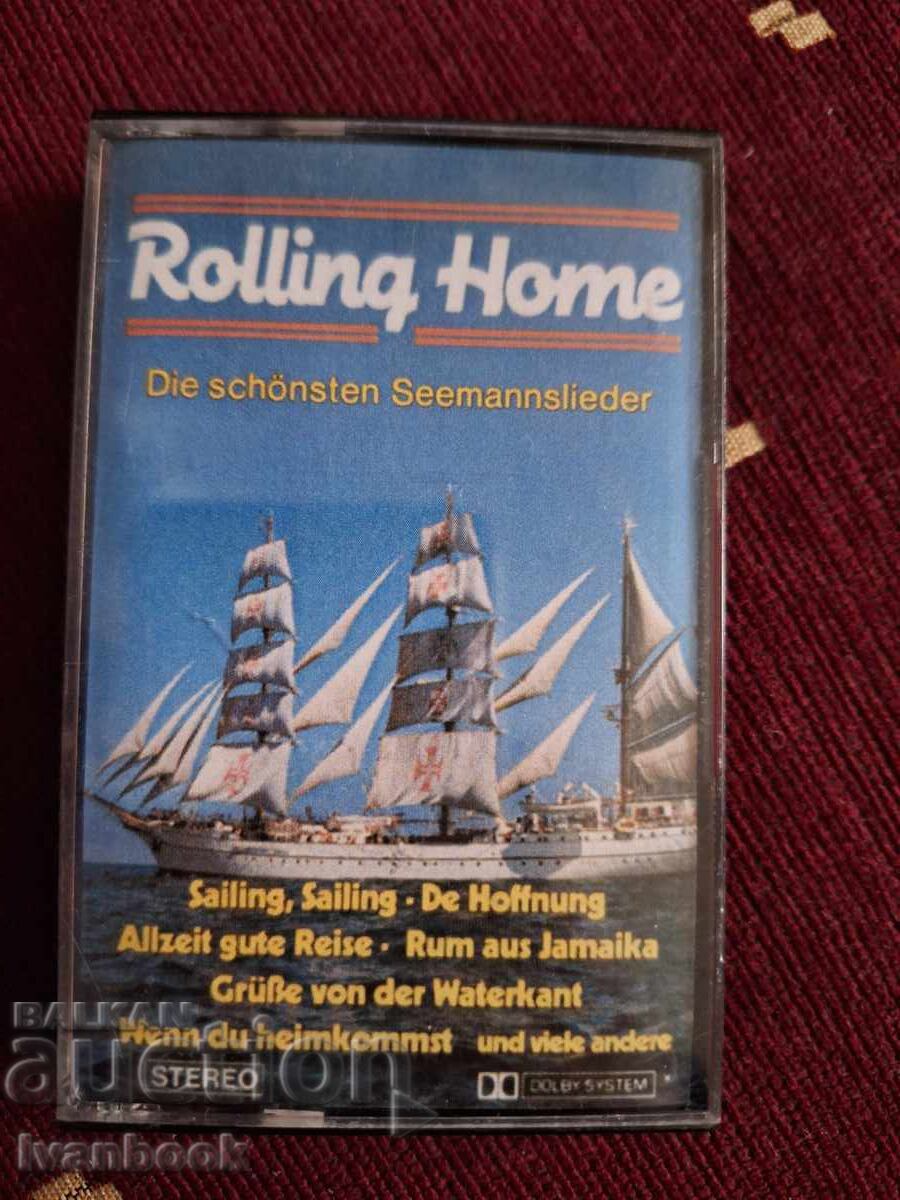 Rolling Home
Die schönsten Seemannslieder
Sailing, Sailing · De Hoffnung
Allzeit gute Reise · Rum aus Jamaika
Grüße von der Waterkant
Wenn du heimkommst und viele andere
STEREO DOLBY SYSTEM
BALKAN
auction
Ivanbook